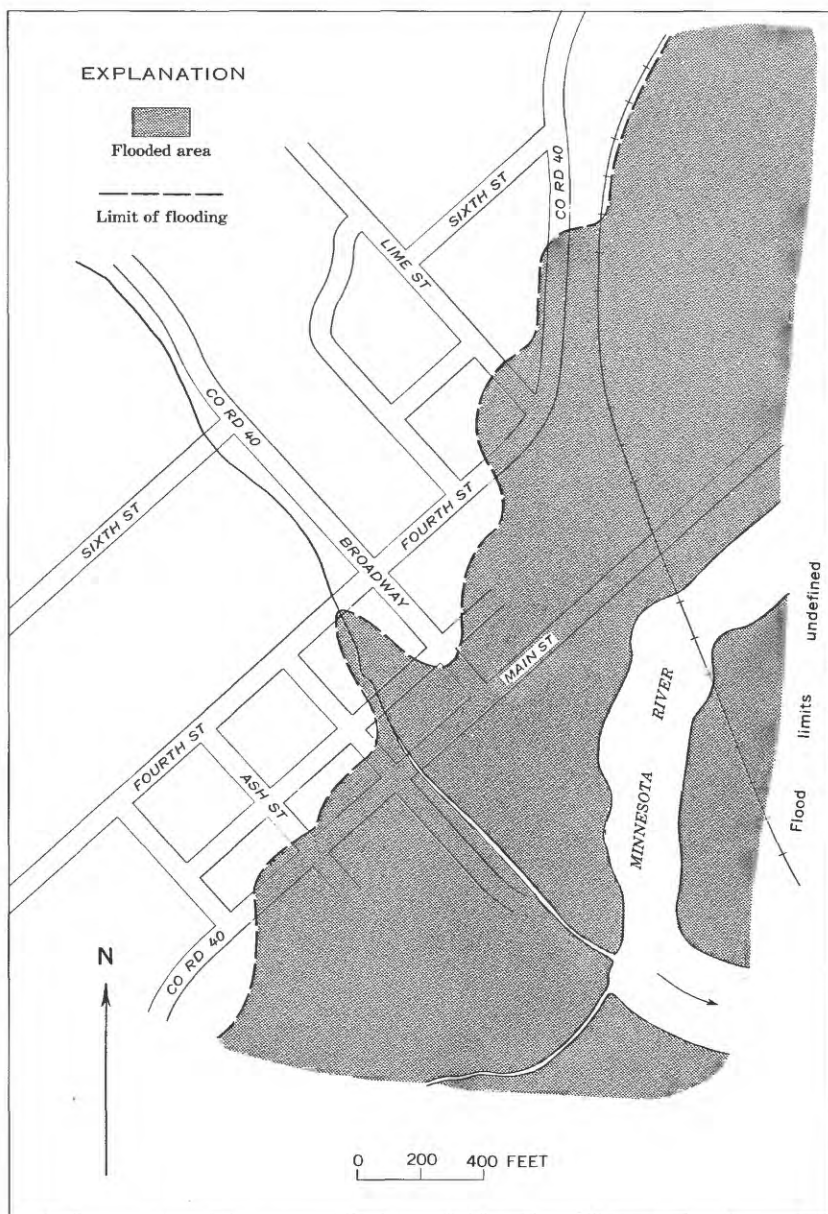 EXPLANATION
Flooded area
Limit of flooding
SIXTH ST
CO RD 40
LIME ST
CO RD 40
SIXTH ST
FOURTH ST
BROADWAY
MAIN ST
FOURTH ST
ASH ST
CO RD 40
MINNESOTA RIVER
Flood limits undefined
N
0 200 400 FEET